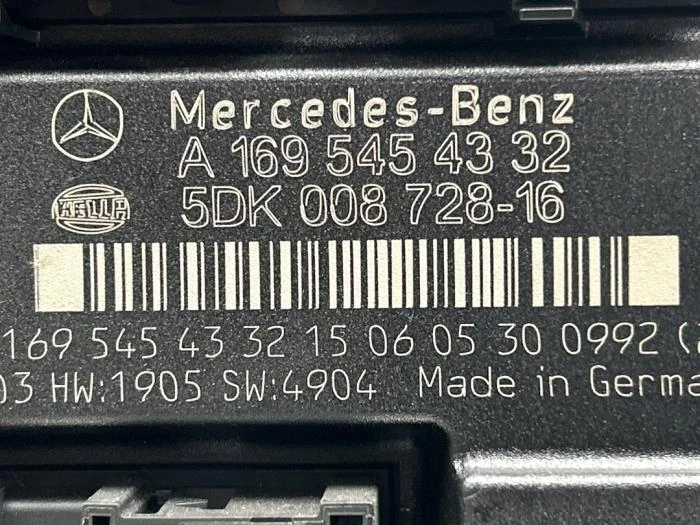 Mercedes-Benz
A 169 545 43 32
HELLA
5DK 008 728-16
169 545 43 32 15 06 05 30 0992
03 HW:1905 SW:4904 Made in Germa